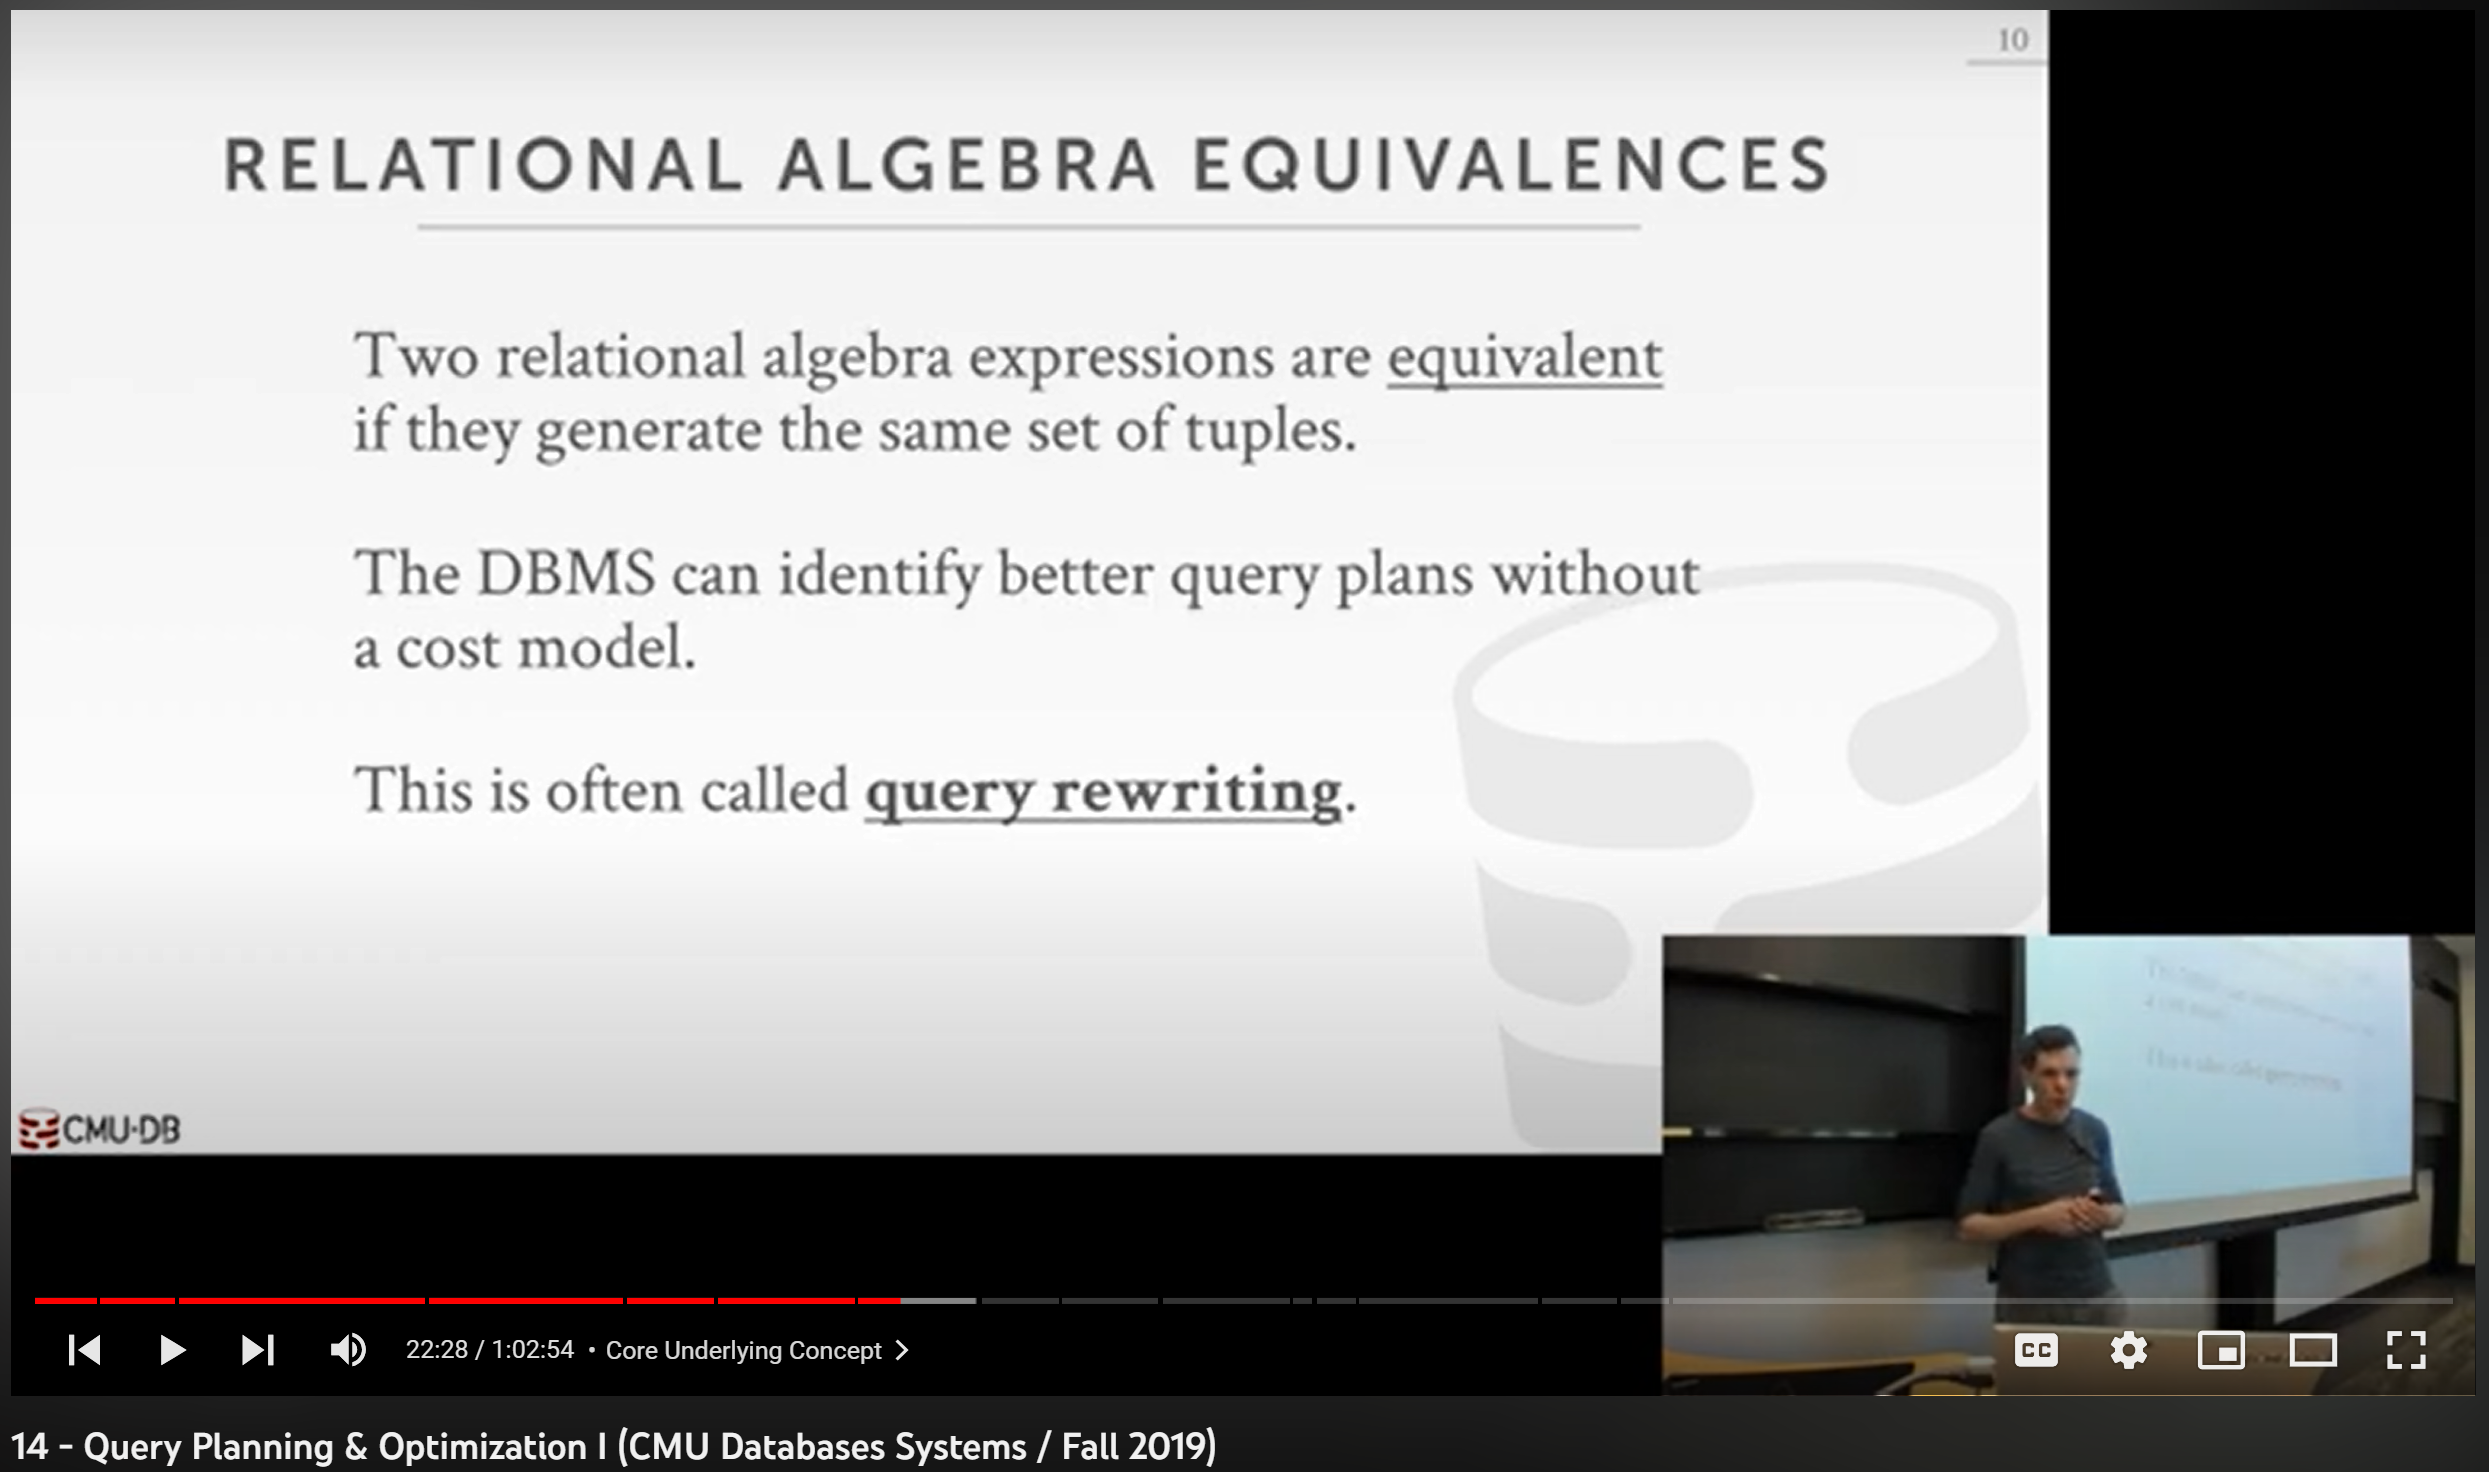 10
RELATIONAL ALGEBRA EQUIVALENCES
Two relational algebra expressions are equivalent
if they generate the same set of tuples.
The DBMS can identify better query plans without
a cost model.
This is often called query rewriting.
CMU·DB
22:28 / 1:02:54 • Core Underlying Concept
CC
14 - Query Planning & Optimization I (CMU Databases Systems / Fall 2019)